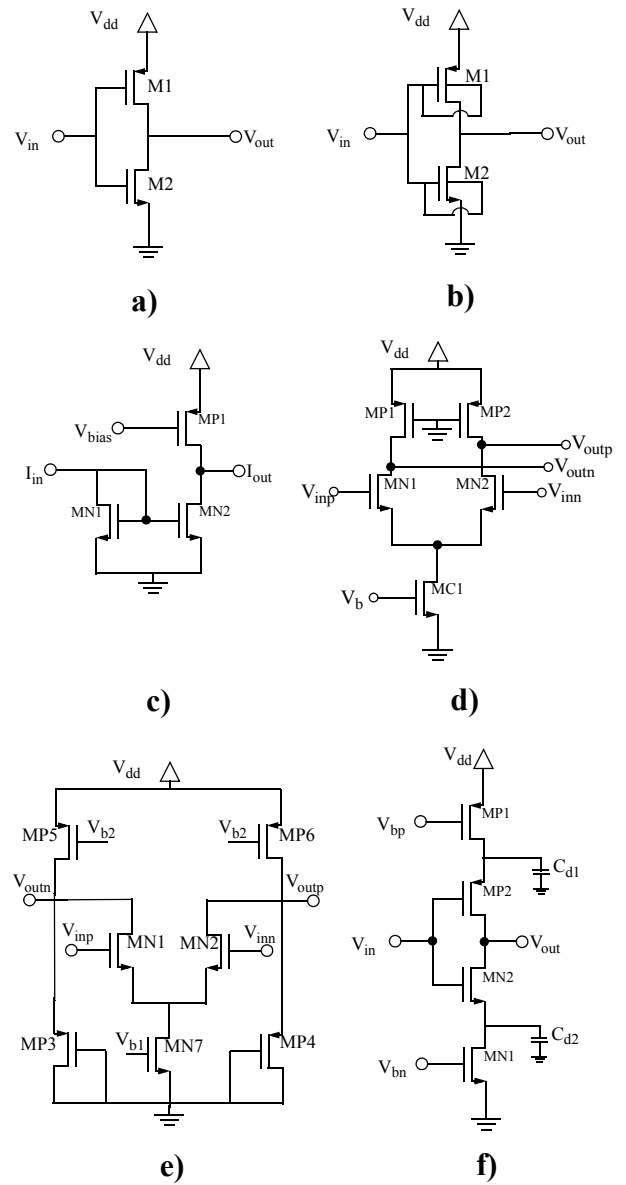 V_dd V_dd
M1 M1
V_in V_out V_in V_out
M2 M2
a) b)
V_dd V_dd
MP1 MP1 MP2
V_bias V_outp
I_in I_out V_outn
MN1 MN2 V_inp MN1 MN2 V_inn
V_b MC1
c) d)
V_dd V_dd
MP5 V_b2 V_b2 MP6 V_bp MP1
V_outn V_outp C_d1
MP2
V_inp MN1 MN2 V_inn V_in V_out
MN2
MP3 V_b1 MN7 MP4 C_d2
V_bn MN1
e) f)